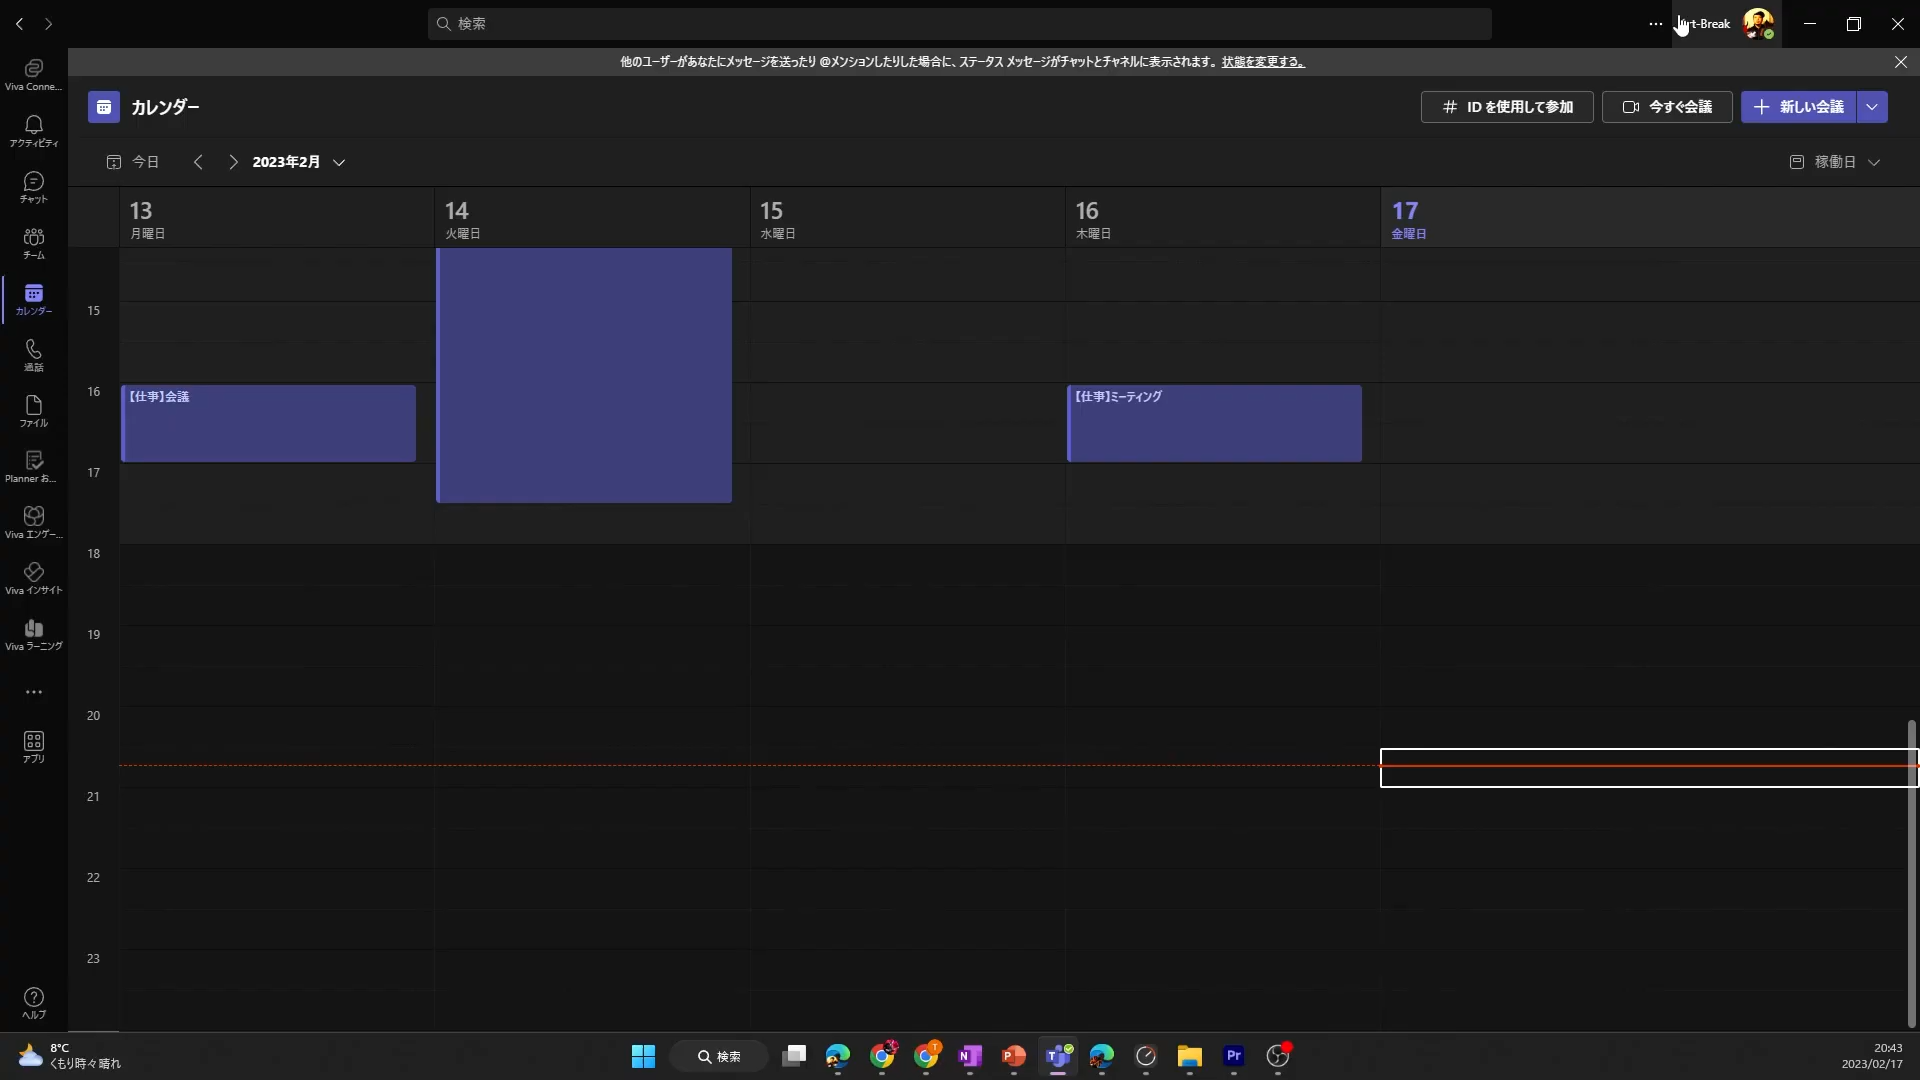 検索
t-Break
他のユーザーがあなたにメッセージを送ったり @メンションしたりした場合に、ステータス メッセージがチャットとチャネルに表示されます。状態を変更する。
カレンダー
ID を使用して参加
今すぐ会議
新しい会議
今日
2023年2月
稼働日
13
月曜日
14
火曜日
15
水曜日
16
木曜日
17
金曜日
15
16
17
18
19
20
21
22
23
【仕事】会議
【仕事】ミーティング
Viva Conne...
アクティビティ
チャット
チーム
カレンダー
通話
ファイル
Planner お...
Viva エンゲー...
Viva インサイト
Viva ラーニング
アプリ
ヘルプ
8°C
くもり時々晴れ
検索
20:43
2023/02/17